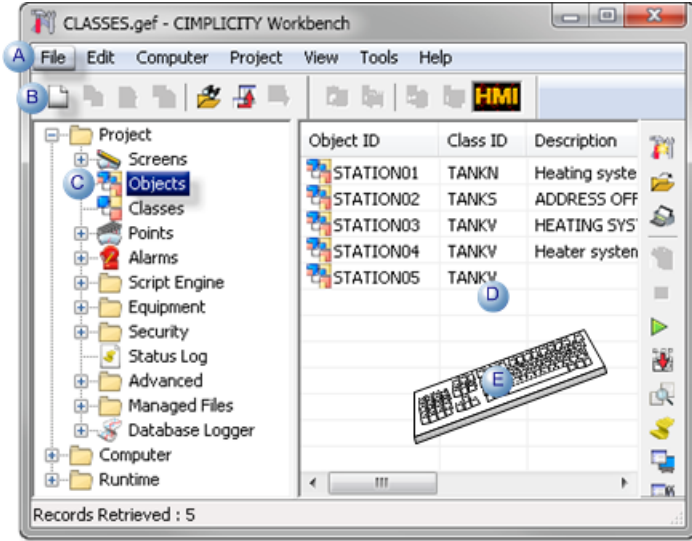 CLASSES.gef - CIMPLICITY Workbench
A File Edit Computer Project View Tools Help
B HMI
Project
Screens
C Objects
Classes
Points
Alarms
Script Engine
Equipment
Security
Status Log
Advanced
Managed Files
Database Logger
Computer
Runtime
Object ID Class ID Description
STATION01 TANKN Heating syste
STATION02 TANKS ADDRESS OFF
STATION03 TANKV HEATING SYS
STATION04 TANKV Heater system
STATION05 TANKV
D
E
Records Retrieved : 5